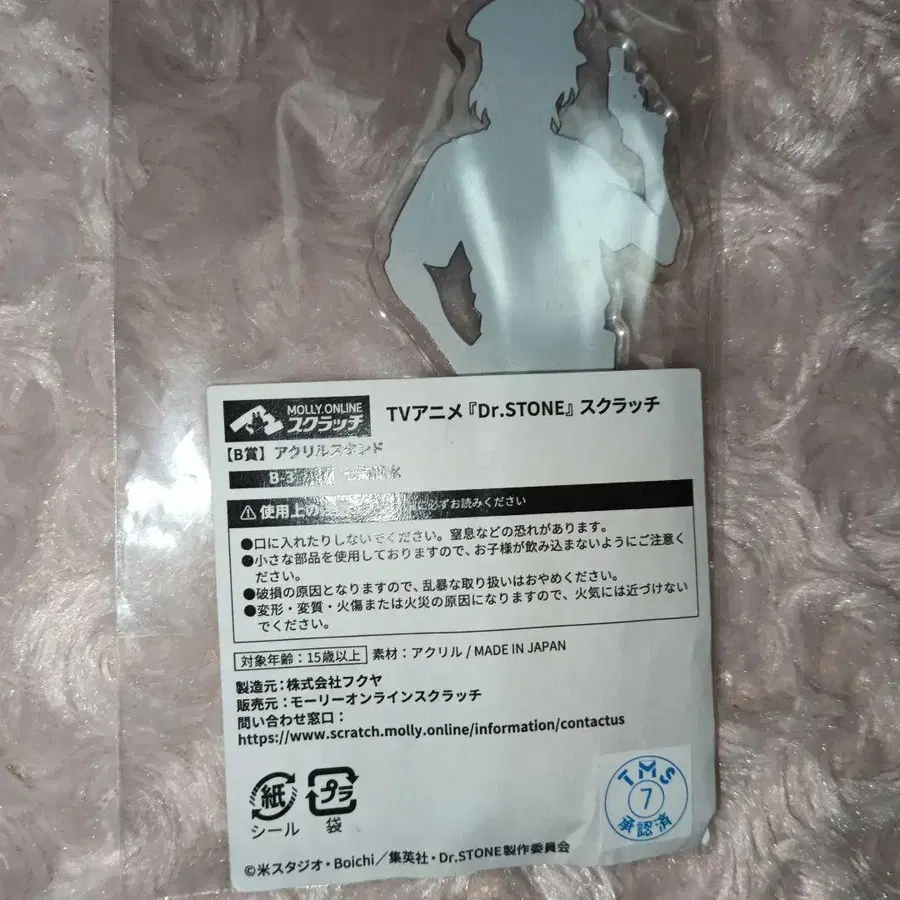 MOLLY.ONLINE
スクラッチ
TVアニメ『Dr.STONE』スクラッチ
【B賞】アクリルスタンド
B-3
使用上の
に必ずお読みください
●口に入れたりしないでください。窒息などの恐れがあります。
●小さな部品を使用しておりますので、お子様が飲み込まないようにご注意く
ださい。
●破損の原因となりますので、乱暴な取り扱いはおやめください。
●変形・変質・火傷または火災の原因になりますので、火気には近づけない
でください。
対象年齢：15歳以上 素材：アクリル / MADE IN JAPAN
製造元：株式会社フクヤ
販売元：モーリーオンラインスクラッチ
問い合わせ窓口：
https://www.scratch.molly.online/information/contactus
紙 プラ
シール 袋
TMS
7
承認済
©米スタジオ・Boichi／集英社・Dr.STONE製作委員会